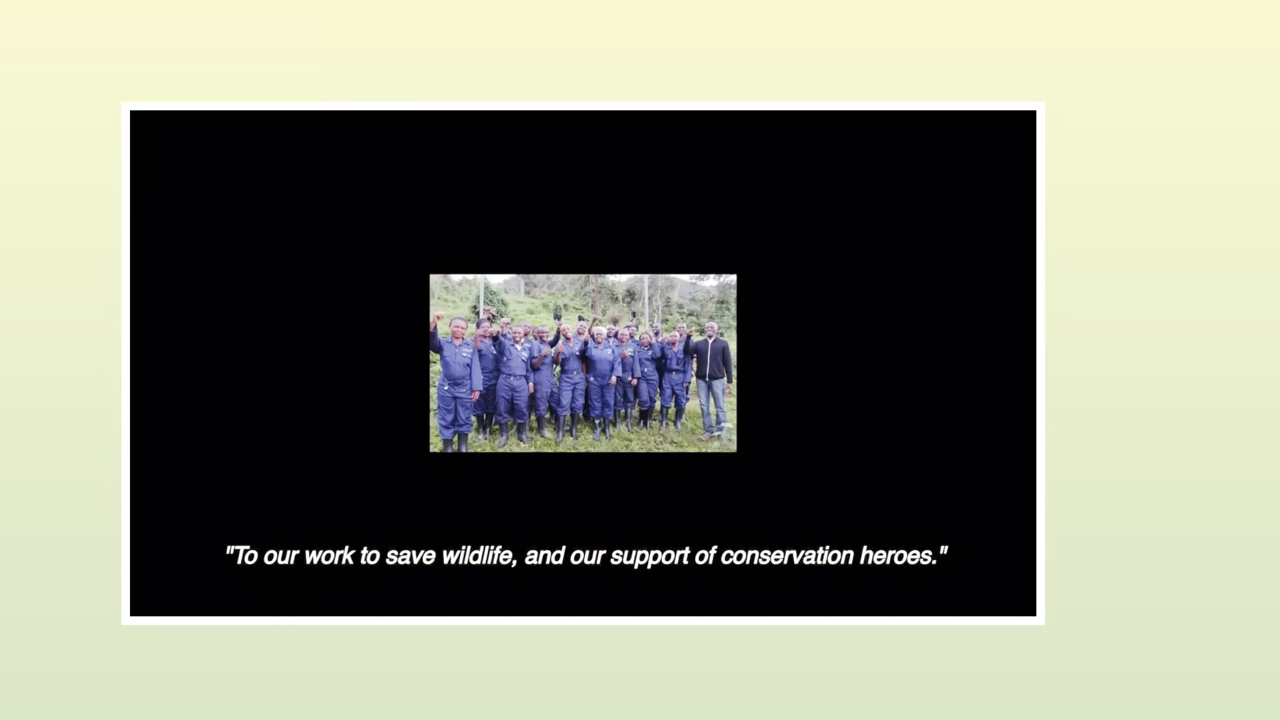 "To our work to save wildlife, and our support of conservation heroes."